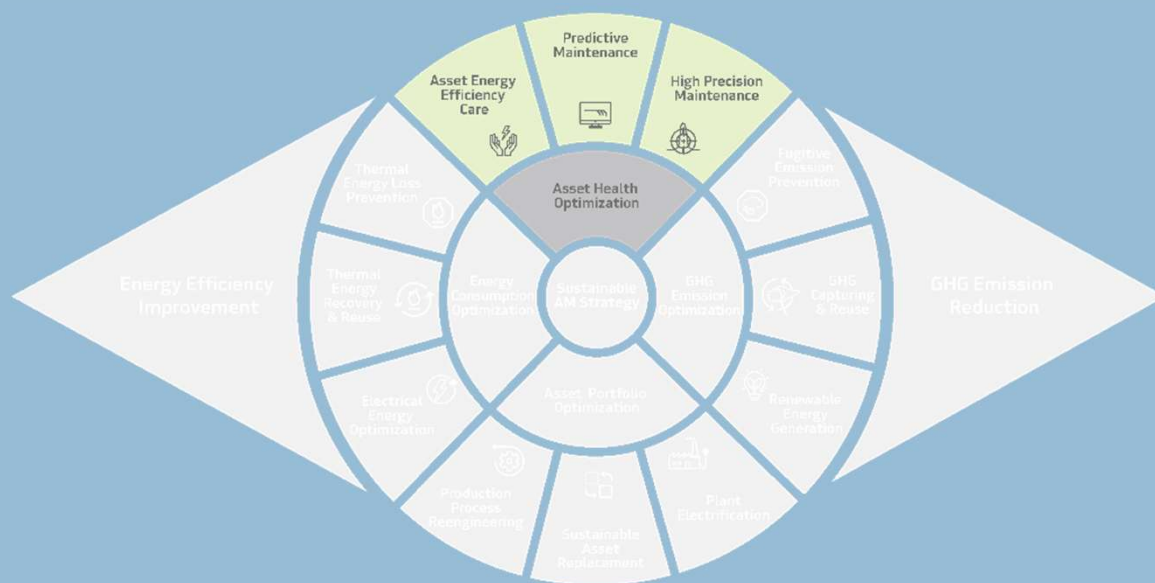 Predictive
Maintenance
Asset Energy
Efficiency
Care
High Precision
Maintenance
Thermal
Energy Loss
Prevention
Asset Health
Optimization
Fugitive
Emission
Prevention
Energy Efficiency
Improvement
Thermal
Energy
Recovery
& Reuse
Energy
Consumption
Optimization
Sustainable
AM Strategy
GHG
Emission
Optimization
GHG
Capturing
& Reuse
GHG Emission
Reduction
Electrical
Energy
Optimization
Asset Portfolio
Optimization
Renewable
Energy
Generation
Production
Process
Reengineering
Sustainable
Asset
Replacament
Plant
Electrification